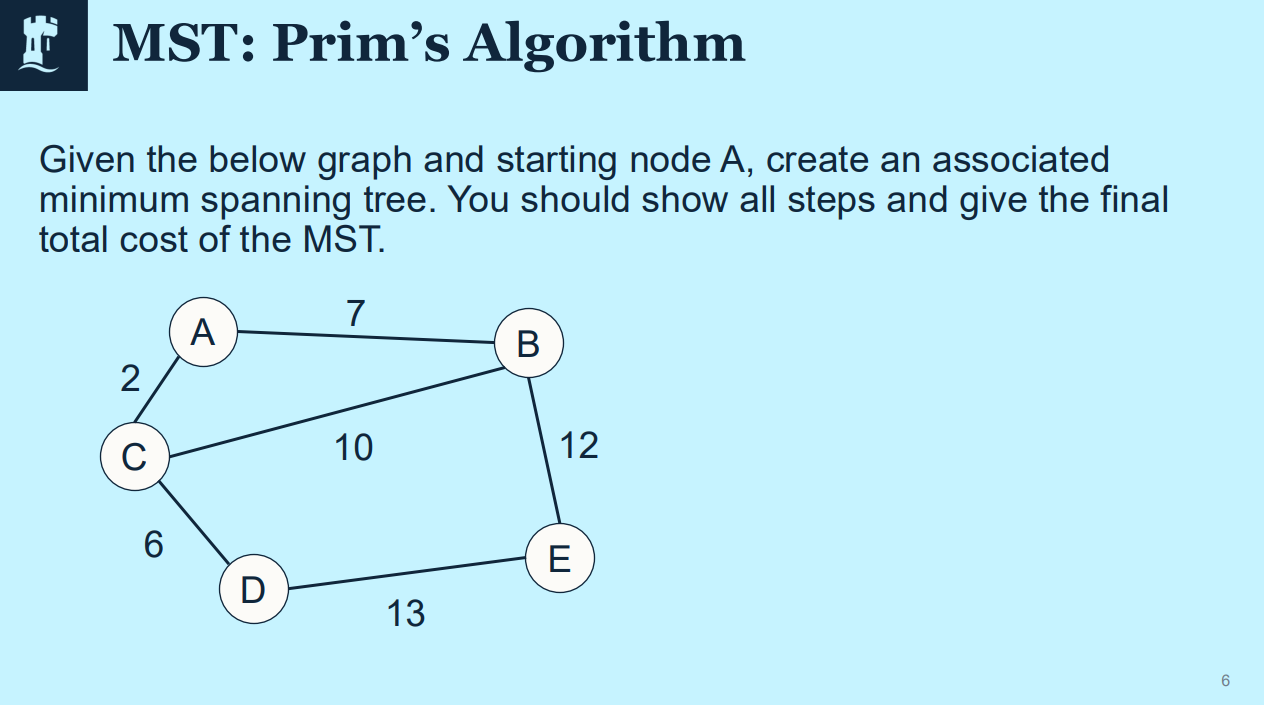 MST: Prim’s Algorithm
Given the below graph and starting node A, create an associated
minimum spanning tree. You should show all steps and give the final
total cost of the MST.
7
A
B
2
10
12
C
6
E
D
13
6